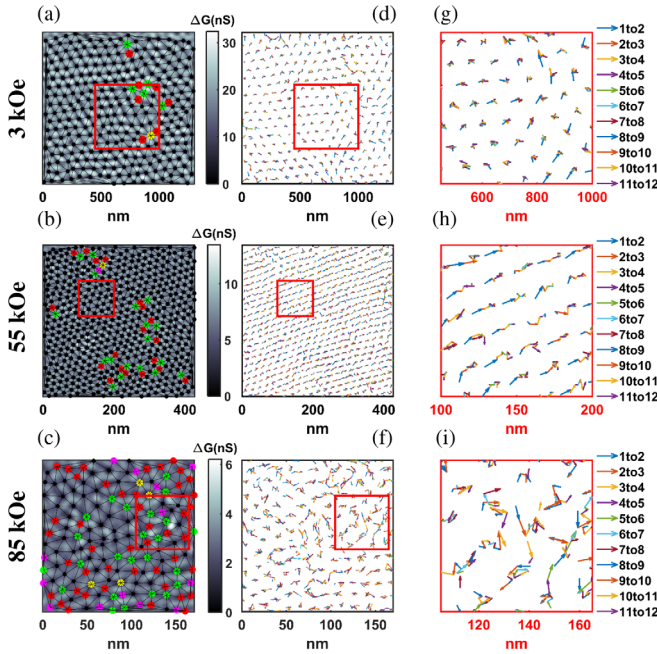 (a) ΔG(nS) (d) (g)
3 kOe
30
20
10
0
1to2
2to3
3to4
4to5
5to6
6to7
7to8
8to9
9to10
10to11
11to12
0 500 1000 0 500 1000 600 800 1000
nm nm nm
(b) ΔG(nS) (e) (h)
55 kOe
10
5
0
1to2
2to3
3to4
4to5
5to6
6to7
7to8
8to9
9to10
10to11
11to12
0 200 400 0 200 400 100 150 200
nm nm nm
(c) ΔG(nS) (f) (i)
85 kOe
6
4
2
0
1to2
2to3
3to4
4to5
5to6
6to7
7to8
8to9
9to10
10to11
11to12
0 50 100 150 0 50 100 150 120 140 160
nm nm nm